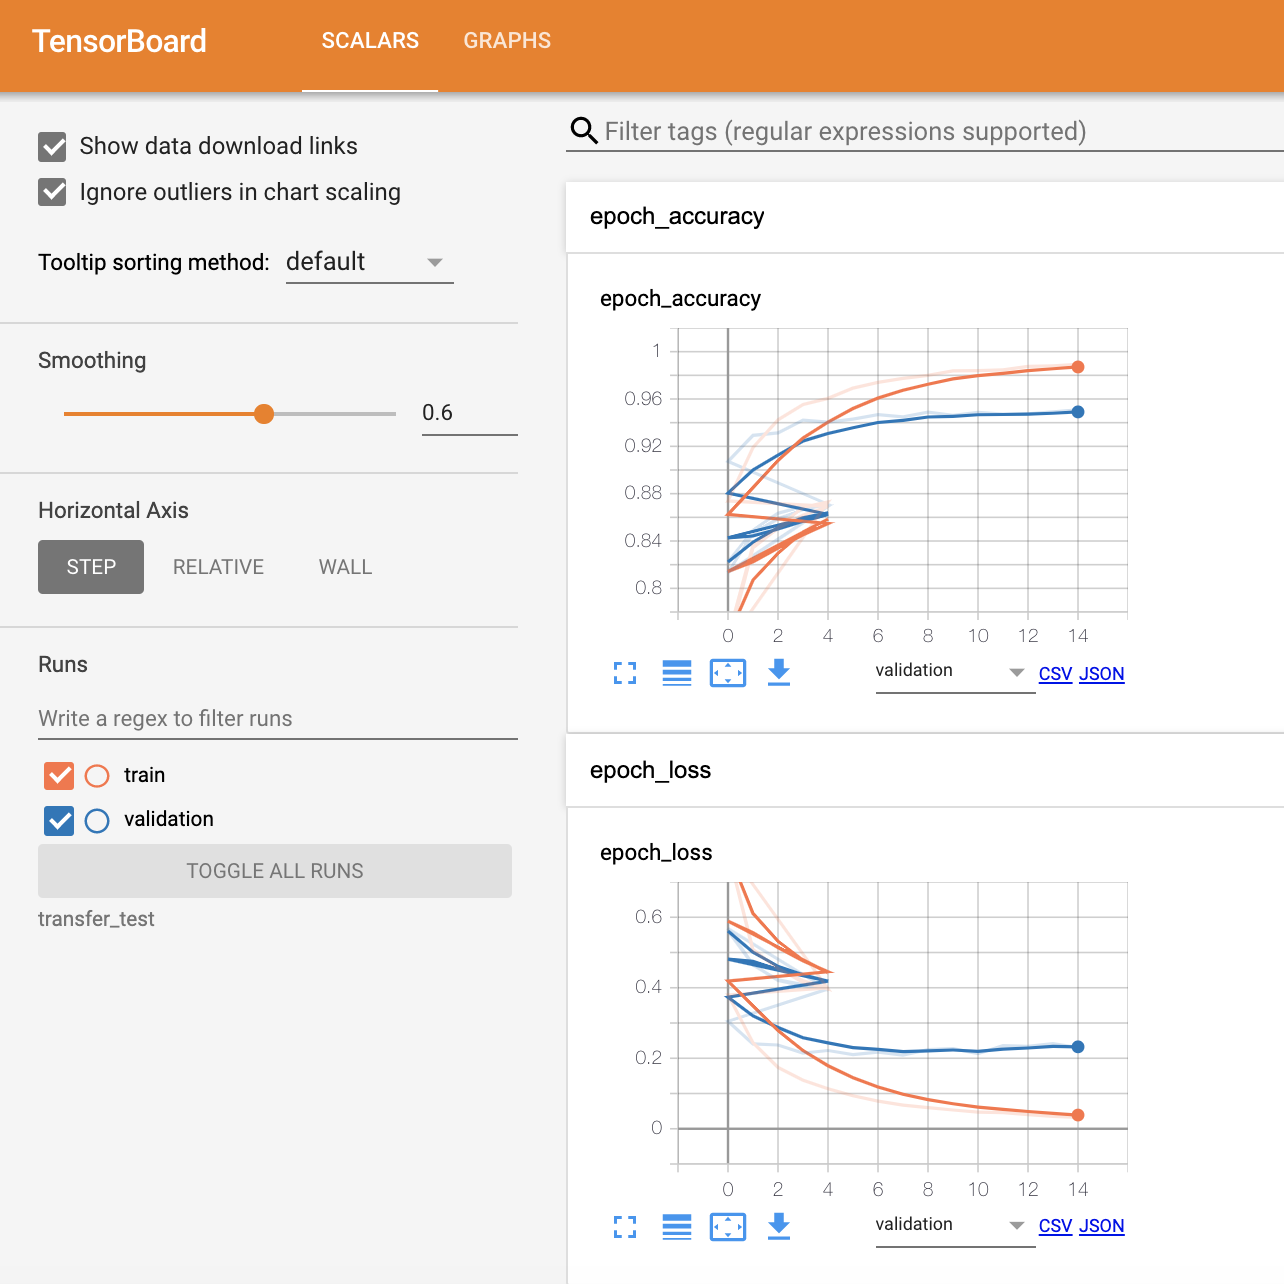 TensorBoard SCALARS GRAPHS
Show data download links
Ignore outliers in chart scaling
Tooltip sorting method: default
Smoothing
0.6
Horizontal Axis
STEP RELATIVE WALL
Runs
Write a regex to filter runs
train
validation
TOGGLE ALL RUNS
transfer_test
Filter tags (regular expressions supported)
epoch_accuracy
epoch_accuracy
1
0.96
0.92
0.88
0.84
0.8
0 2 4 6 8 10 12 14
validation CSV JSON
epoch_loss
epoch_loss
0.6
0.4
0.2
0
0 2 4 6 8 10 12 14
validation CSV JSON